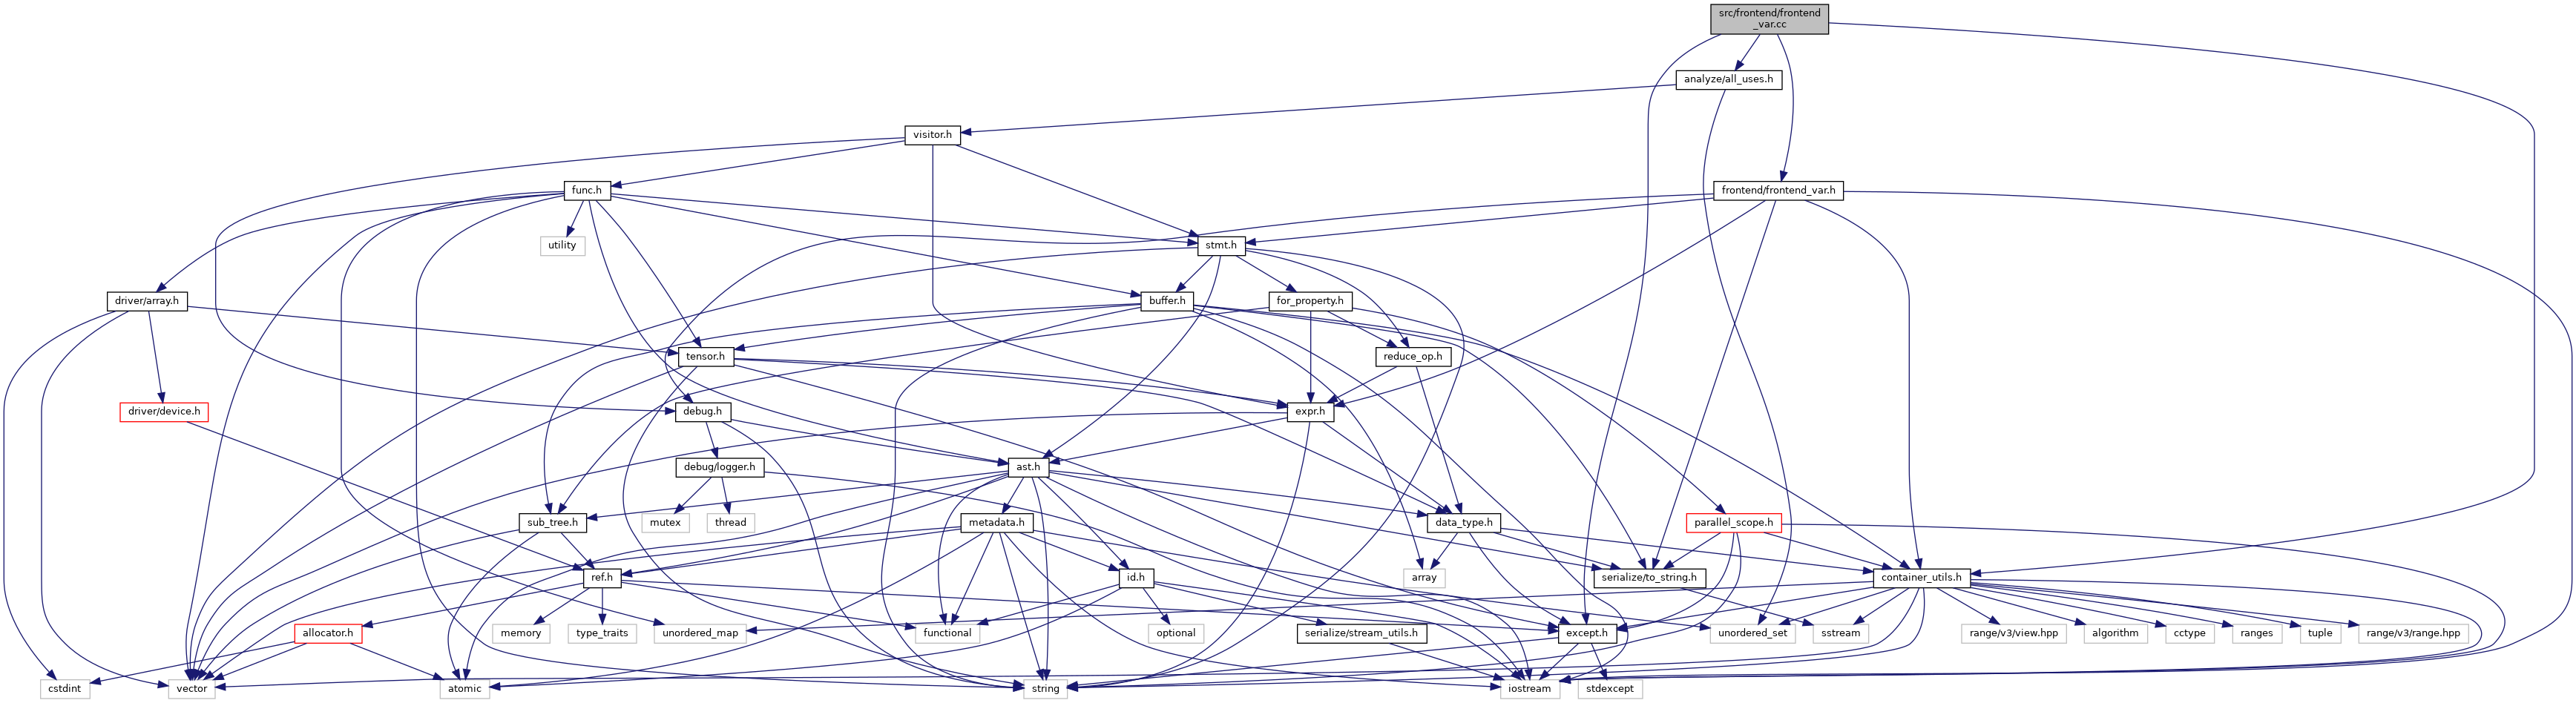 src/frontend/frontend
_var.cc
analyze/all_uses.h
visitor.h
func.h
frontend/frontend_var.h
utility
stmt.h
driver/array.h
buffer.h
for_property.h
tensor.h
reduce_op.h
driver/device.h
debug.h
expr.h
debug/logger.h
ast.h
mutex
thread
sub_tree.h
metadata.h
data_type.h
parallel_scope.h
ref.h
id.h
array
serialize/to_string.h
container_utils.h
allocator.h
memory
type_traits
unordered_map
functional
optional
serialize/stream_utils.h
except.h
unordered_set
sstream
range/v3/view.hpp
algorithm
cctype
ranges
tuple
range/v3/range.hpp
cstdint
vector
atomic
string
iostream
stdexcept